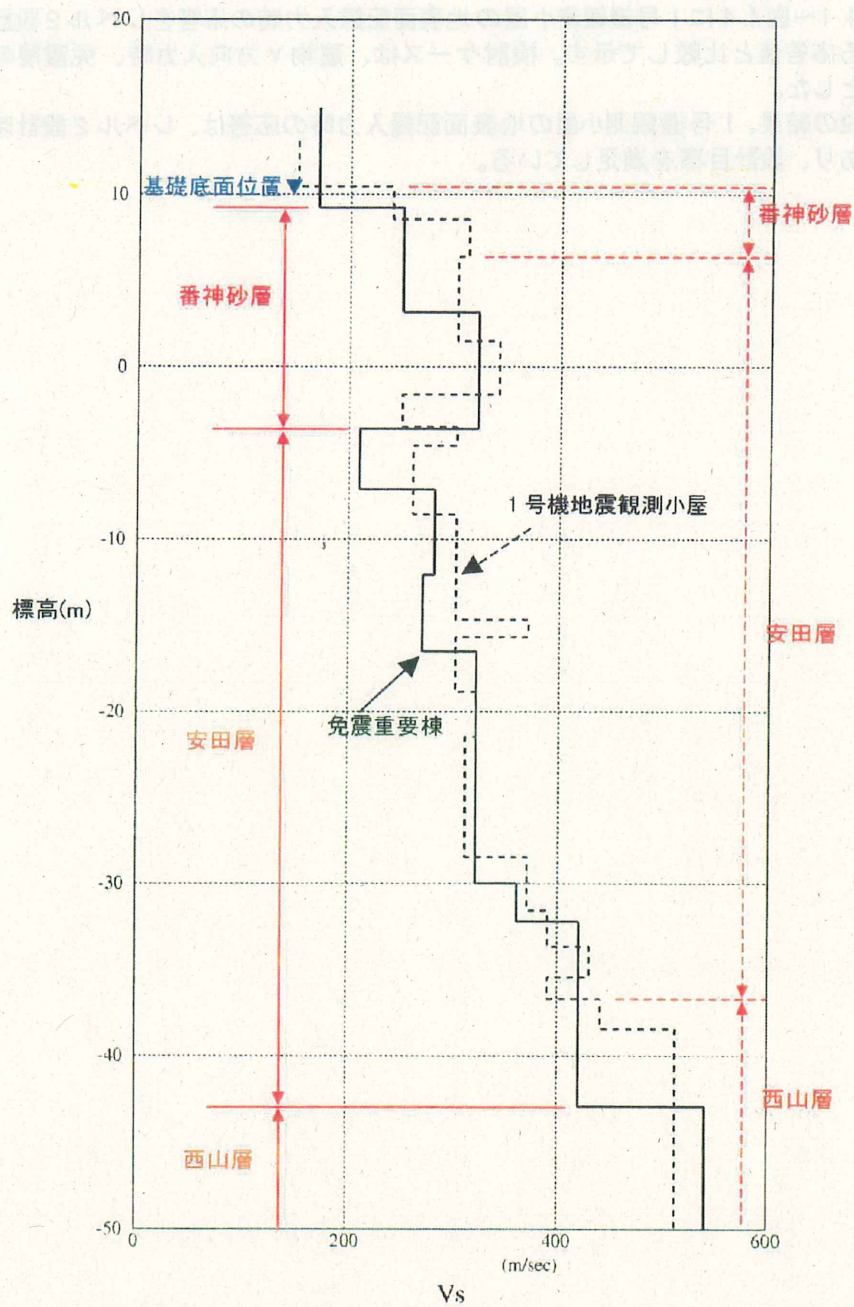 20
基礎底面位置
10
番神砂層
番神砂層
0
-10
1号機地震観測小屋
標高(m)
安田層
-20
免震重要棟
安田層
-30
-40
西山層
西山層
-50
0
200
400
600
(m/sec)
Vs